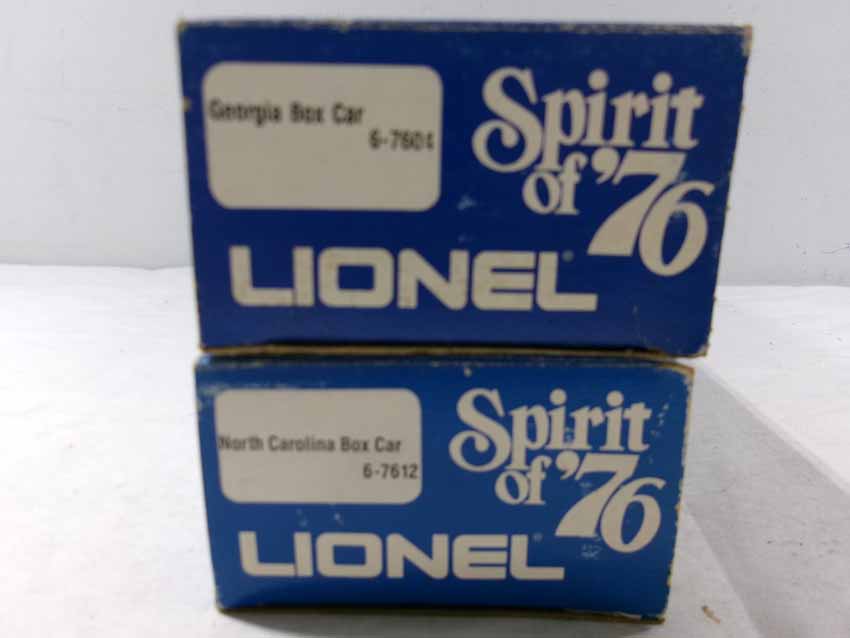 Georgia Box Car
6-7604
Spirit
of '76
LIONEL
North Carolina Box Car
6-7612
Spirit
of '76
LIONEL